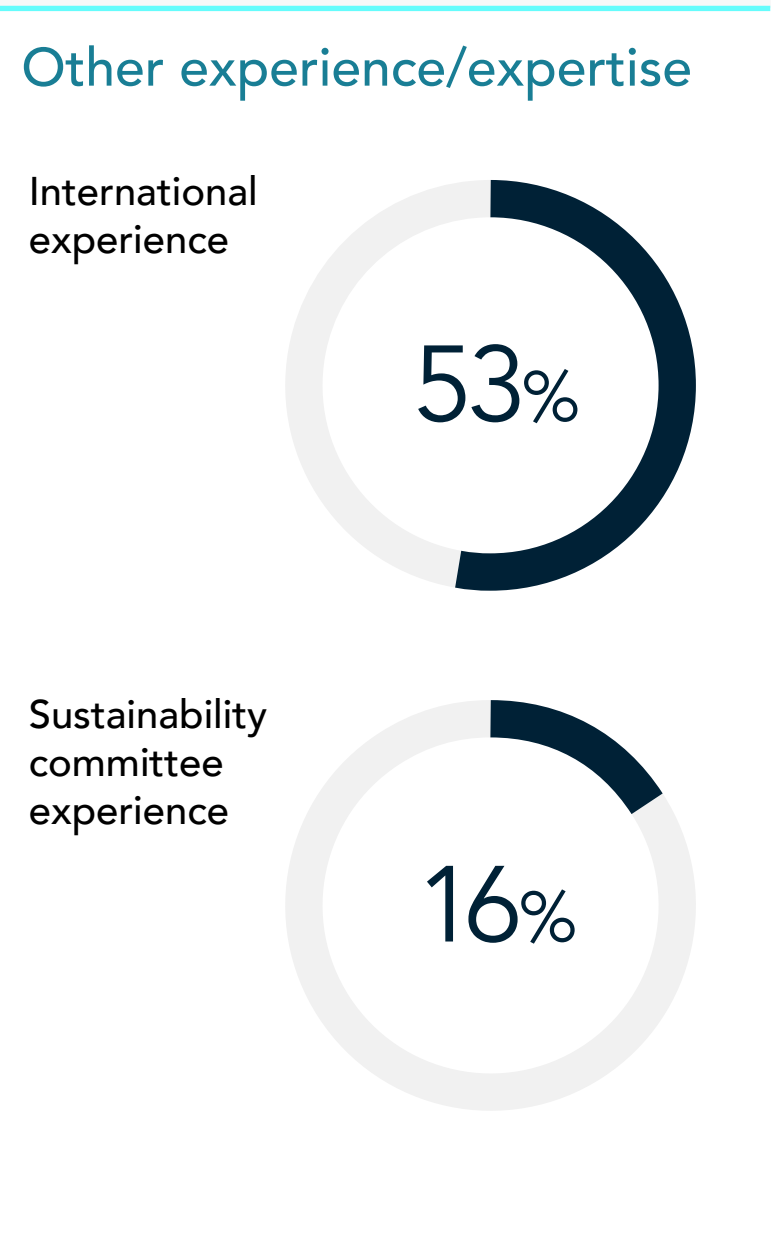 Other experience/expertise
International
experience
53%
Sustainability
committee
experience
16%